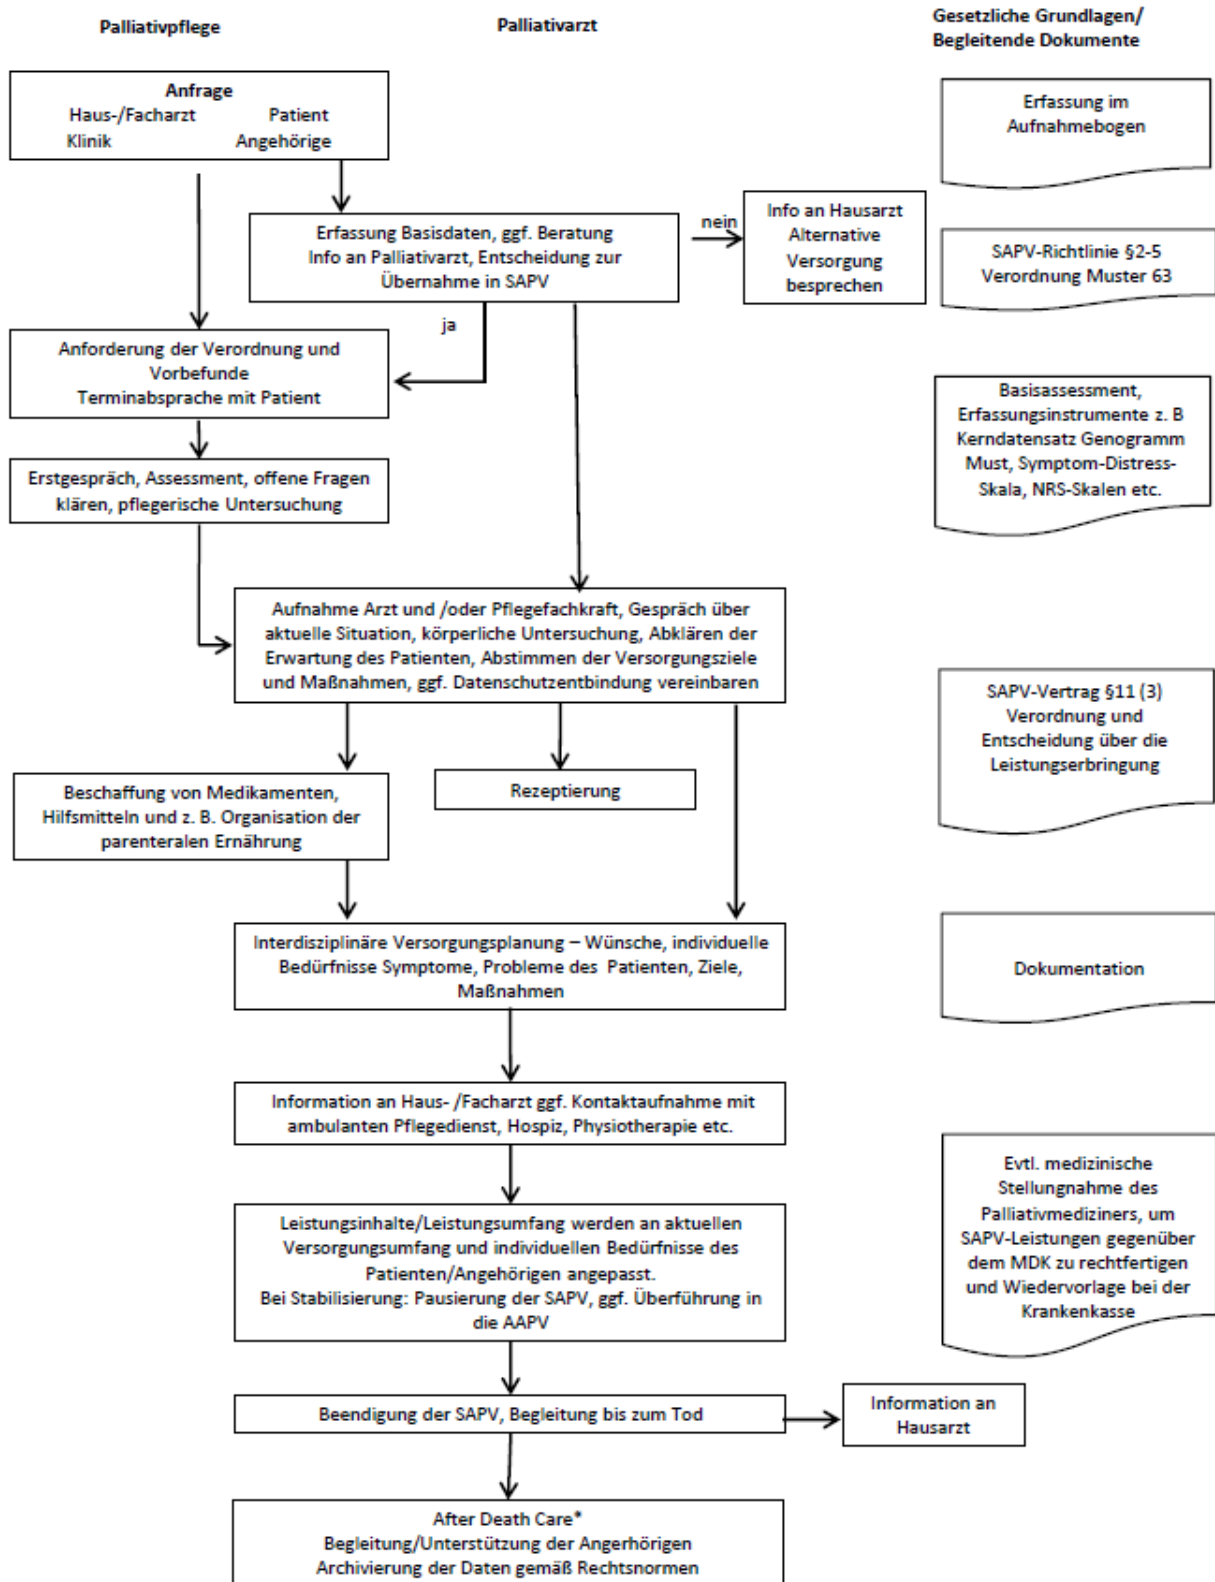 Palliativpflege
Palliativarzt
Gesetzliche Grundlagen/
Begleitende Dokumente
Anfrage
Haus-/Facharzt Patient
Klinik Angehörige
Erfassung im
Aufnahmebogen
Erfassung Basisdaten, ggf. Beratung
Info an Palliativarzt, Entscheidung zur
Übernahme in SAPV
nein
Info an Hausarzt
Alternative
Versorgung
besprechen
SAPV-Richtlinie §2-5
Verordnung Muster 63
ja
Anforderung der Verordnung und
Vorbefunde
Terminabsprache mit Patient
Basisassessment,
Erfassungsinstrumente z. B
Kerndatensatz Genogramm
Must, Symptom-Distress-
Skala, NRS-Skalen etc.
Erstgespräch, Assessment, offene Fragen
klären, pflegerische Untersuchung
Aufnahme Arzt und /oder Pflegefachkraft, Gespräch über
aktuelle Situation, körperliche Untersuchung, Abklären der
Erwartung des Patienten, Abstimmen der Versorgungsziele
und Maßnahmen, ggf. Datenschutzentbindung vereinbaren
SAPV-Vertrag §11 (3)
Verordnung und
Entscheidung über die
Leistungserbringung
Beschaffung von Medikamenten,
Hilfsmitteln und z. B. Organisation der
parenteralen Ernährung
Rezeptierung
Interdisziplinäre Versorgungsplanung – Wünsche, individuelle
Bedürfnisse Symptome, Probleme des Patienten, Ziele,
Maßnahmen
Dokumentation
Information an Haus- /Facharzt ggf. Kontaktaufnahme mit
ambulanten Pflegedienst, Hospiz, Physiotherapie etc.
Evtl. medizinische
Stellungnahme des
Palliativmediziners, um
SAPV-Leistungen gegenüber
dem MDK zu rechtfertigen
und Wiedervorlage bei der
Krankenkasse
Leistungsinhalte/Leistungsumfang werden an aktuellen
Versorgungsumfang und individuellen Bedürfnisse des
Patienten/Angehörigen angepasst.
Bei Stabilisierung: Pausierung der SAPV, ggf. Überführung in
die AAPV
Beendigung der SAPV, Begleitung bis zum Tod
Information an
Hausarzt
After Death Care*
Begleitung/Unterstützung der Angerhörigen
Archivierung der Daten gemäß Rechtsnormen